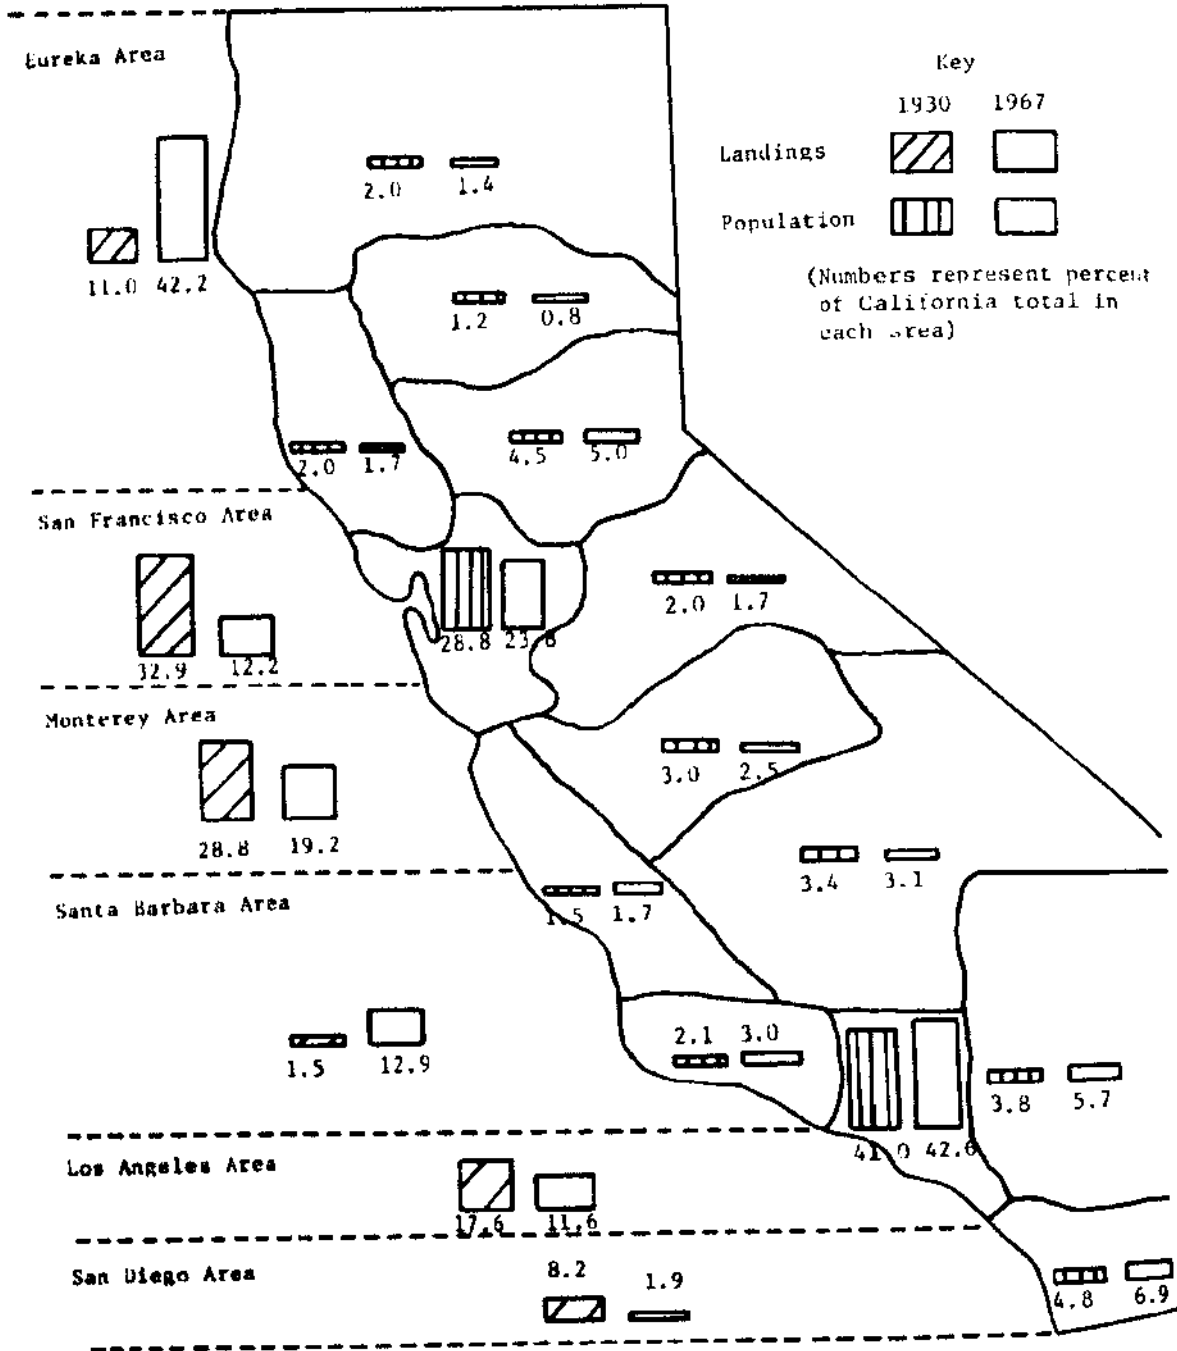 Eureka Area
Key
1930 1967
Landings
Population
(Numbers represent percent
of California total in
each area)
2.0 1.4
11.0 42.2
1.2 0.8
2.0 1.7
4.5 5.0
San Francisco Area
32.9 12.2
28.8 23.8
2.0 1.7
Monterey Area
28.8 19.2
3.0 2.5
3.4 3.1
Santa Barbara Area
1.5 1.7
1.5 12.9
2.1 3.0
41.0 42.6
3.8 5.7
Los Angeles Area
17.6 11.6
San Diego Area
8.2 1.9
4.8 6.9